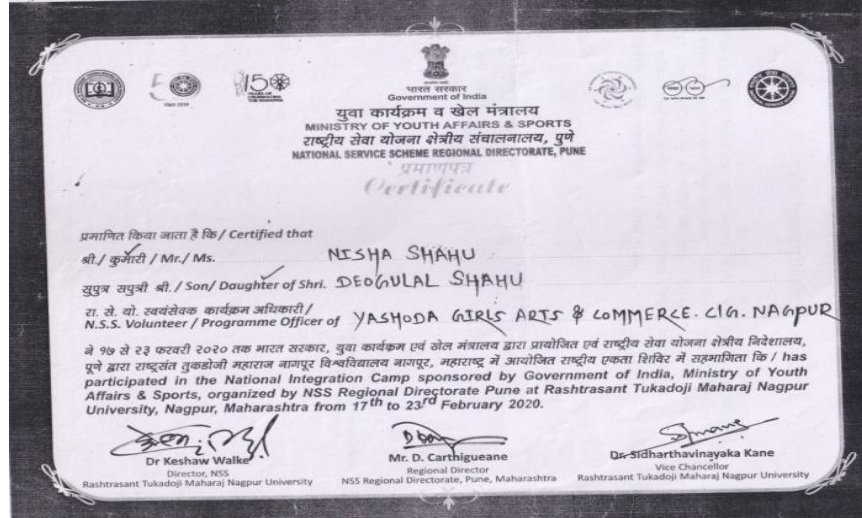 भारत सरकार
Government of India
युवा कार्यक्रम व खेल मंत्रालय
MINISTRY OF YOUTH AFFAIRS & SPORTS
राष्ट्रीय सेवा योजना क्षेत्रीय संचालनालय, पुणे
NATIONAL SERVICE SCHEME REGIONAL DIRECTORATE, PUNE
प्रमाणपत्र
Certificate
प्रमाणित किया जाता है कि / Certified that
श्री./ कुमारी / Mr./ Ms. NISHA SHAHU
सुपुत्र सपुत्री श्री. / Son/ Daughter of Shri. DEOGULAL SHAHU
रा. से. यो. स्वयंसेवक कार्यक्रम अधिकारी /
N.S.S. Volunteer / Programme Officer of YASHODA GIRLS ARTS & COMMERCE. ClG. NAGPUR
ने १७ से २३ फरवरी २०२० तक भारत सरकार, युवा कार्यक्रम एवं खेल मंत्रालय द्वारा प्रायोजित एवं राष्ट्रीय सेवा योजना क्षेत्रीय निदेशालय,
पूणे द्वारा राष्ट्रसंत तुकडोजी महाराज नागपूर विश्वविद्यालय नागपूर, महाराष्ट्र में आयोजित राष्ट्रीय एकता शिविर में सहभागिता कि / has
participated in the National Integration Camp sponsored by Government of India, Ministry of Youth
Affairs & Sports, organized by NSS Regional Directorate Pune at Rashtrasant Tukadoji Maharaj Nagpur
University, Nagpur, Maharashtra from 17th to 23rd February 2020.
Dr Keshaw Walke
Director, NSS
Rashtrasant Tukadoji Maharaj Nagpur University
Mr. D. Carthigueane
Regional Director
NSS Regional Directorate, Pune, Maharashtra
Dr. Sidharthavinayaka Kane
Vice Chancellor
Rashtrasant Tukadoji Maharaj Nagpur University